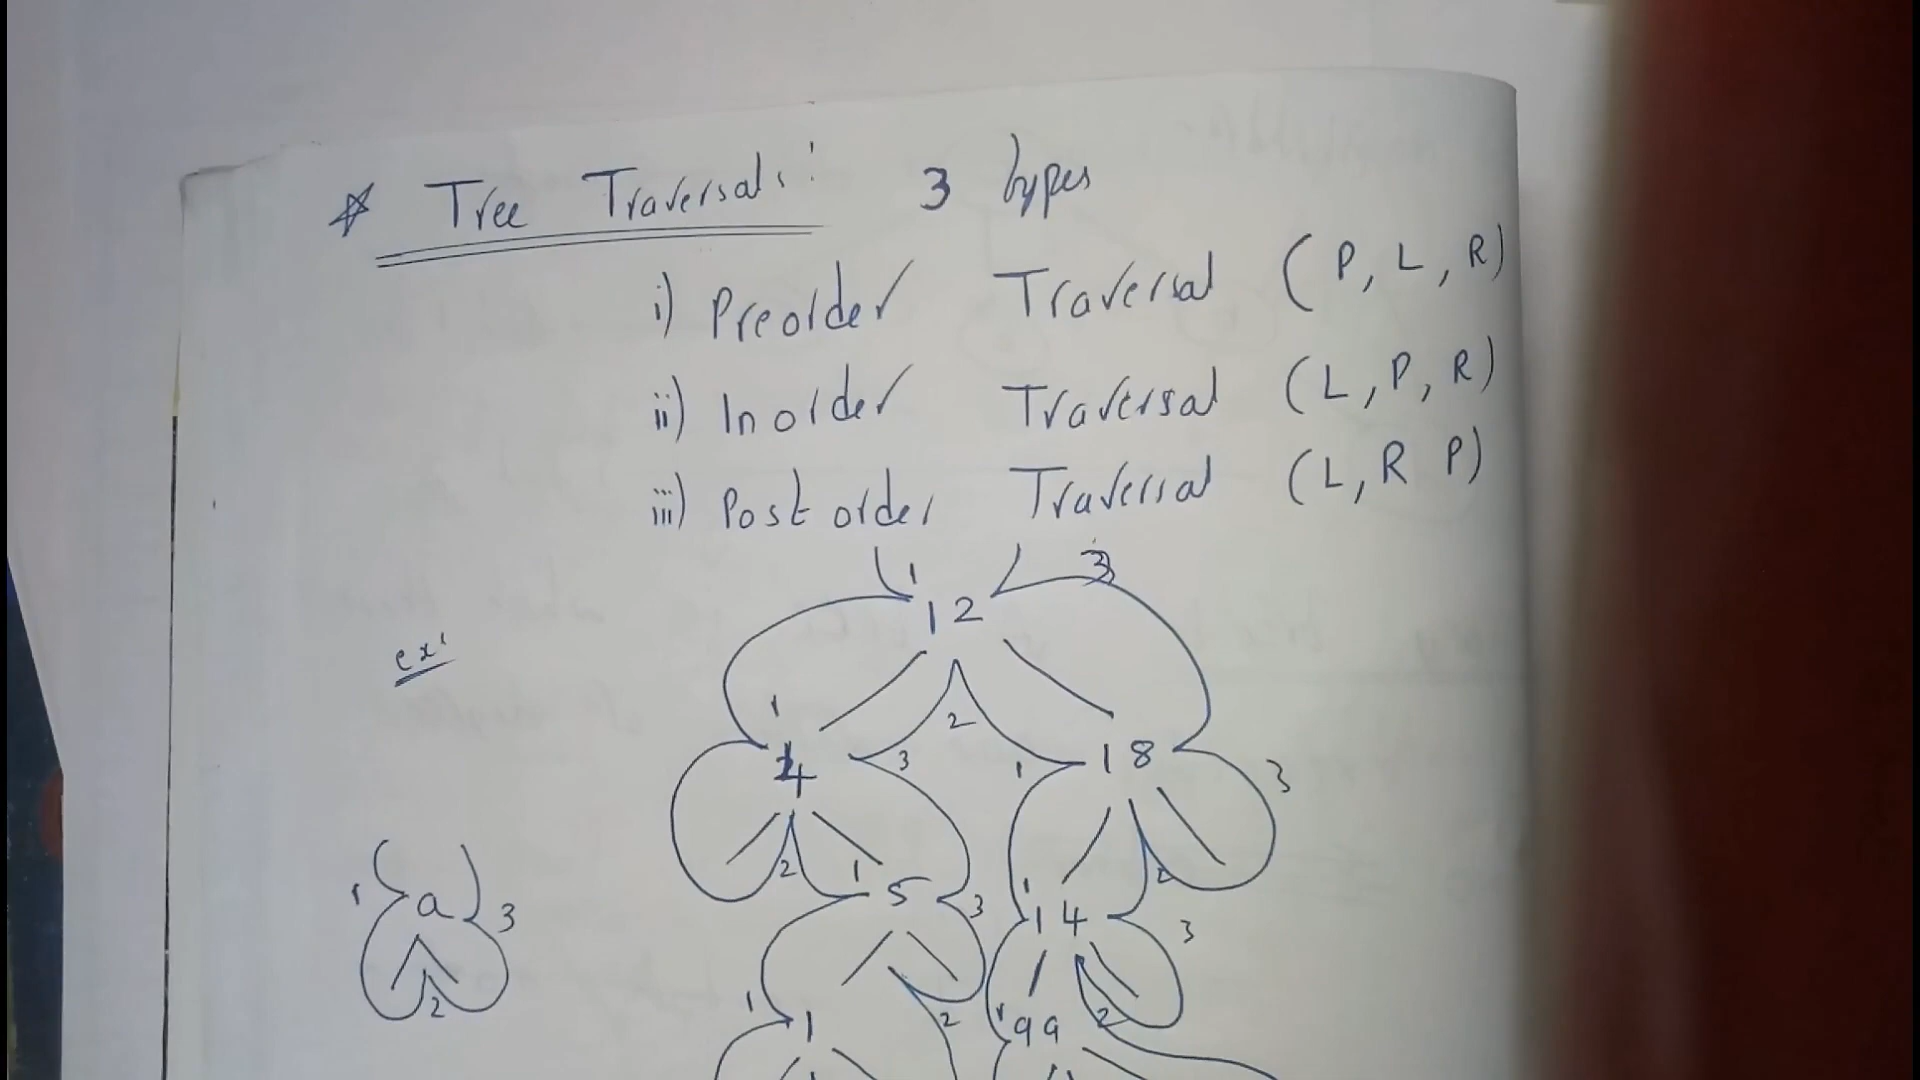 * Tree Traversals: 3 types
i) Preorder Traversal (P, L, R)
ii) Inorder Traversal (L, P, R)
iii) Post order Traversal (L, R P)
1 3
12
ex:
1 2
4 3 1 18 3
2 1 2
1 a 3 5 3 1 14 3
2 1 1 2 1 99 2